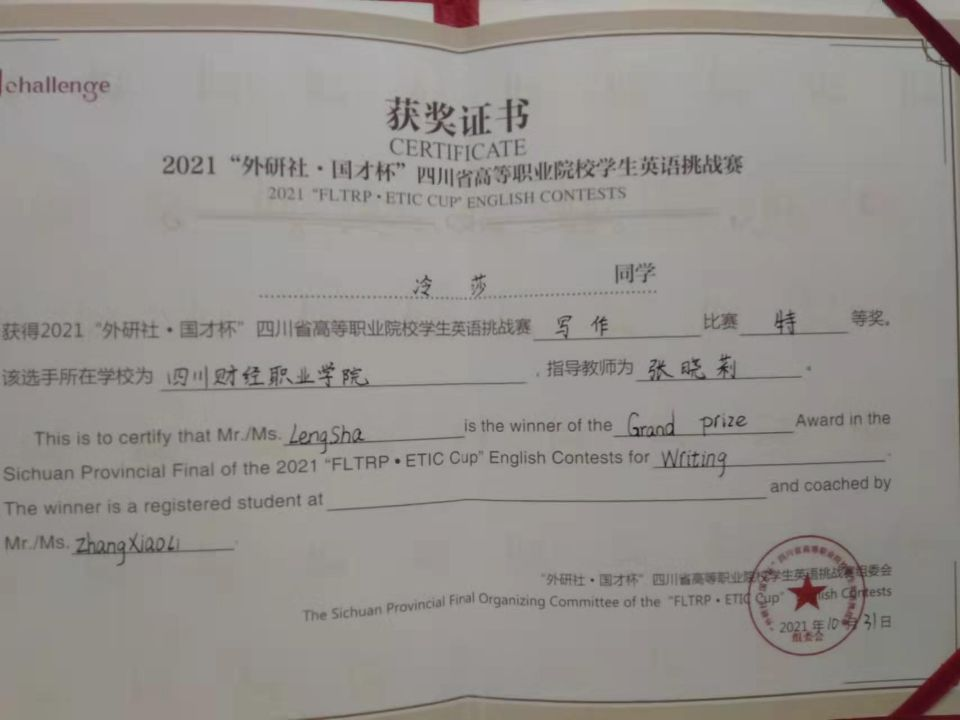 challenge
获奖证书
CERTIFICATE
2021“外研社·国才杯”四川省高等职业院校学生英语挑战赛
2021 “FLTRP·ETIC CUP” ENGLISH CONTESTS
冷莎 同学
获得2021“外研社·国才杯”四川省高等职业院校学生英语挑战赛 写作 比赛 特 等奖。
该选手所在学校为 四川财经职业学院 ，指导教师为 张晓莉 。
This is to certify that Mr./Ms. LengSha is the winner of the Grand prize Award in the
Sichuan Provincial Final of the 2021 “FLTRP·ETIC Cup” English Contests for Writing .
The winner is a registered student at and coached by
Mr./Ms. ZhangXiaoLi .
“外研社·国才杯”四川省高等职业院校学生英语挑战赛组委会
The Sichuan Provincial Final Organizing Committee of the “FLTRP·ETIC Cup” English Contests
2021年10月31日
组委会